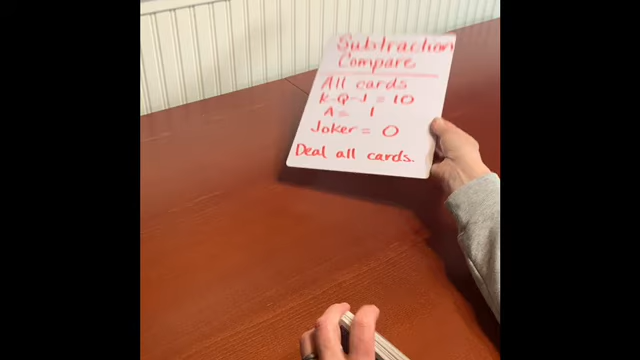 Subtraction
Compare
All cards
K-Q-J = 10
A = 1
Joker = 0
Deal all cards.